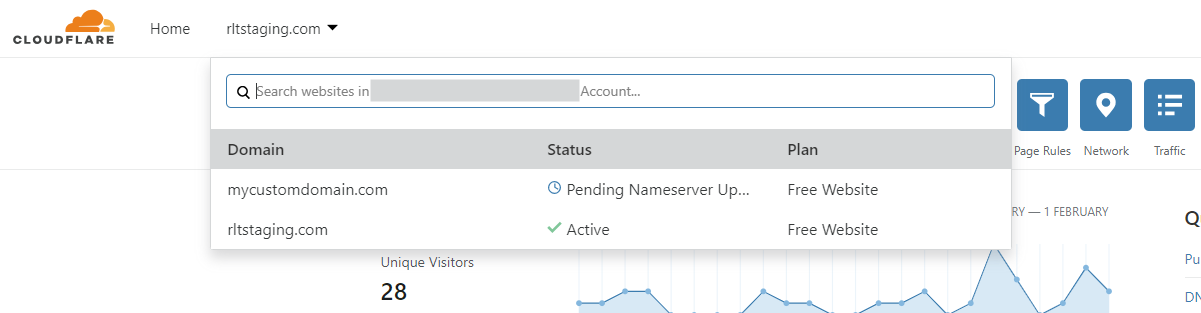 CLOUDFLARE
Home
rltstaging.com
Search websites in Account...
Domain Status Plan
mycustomdomain.com Pending Nameserver Up... Free Website
rltstaging.com Active Free Website
Page Rules Network Traffic
RY — 1 FEBRUARY
Q
Unique Visitors
Pu
28
DN